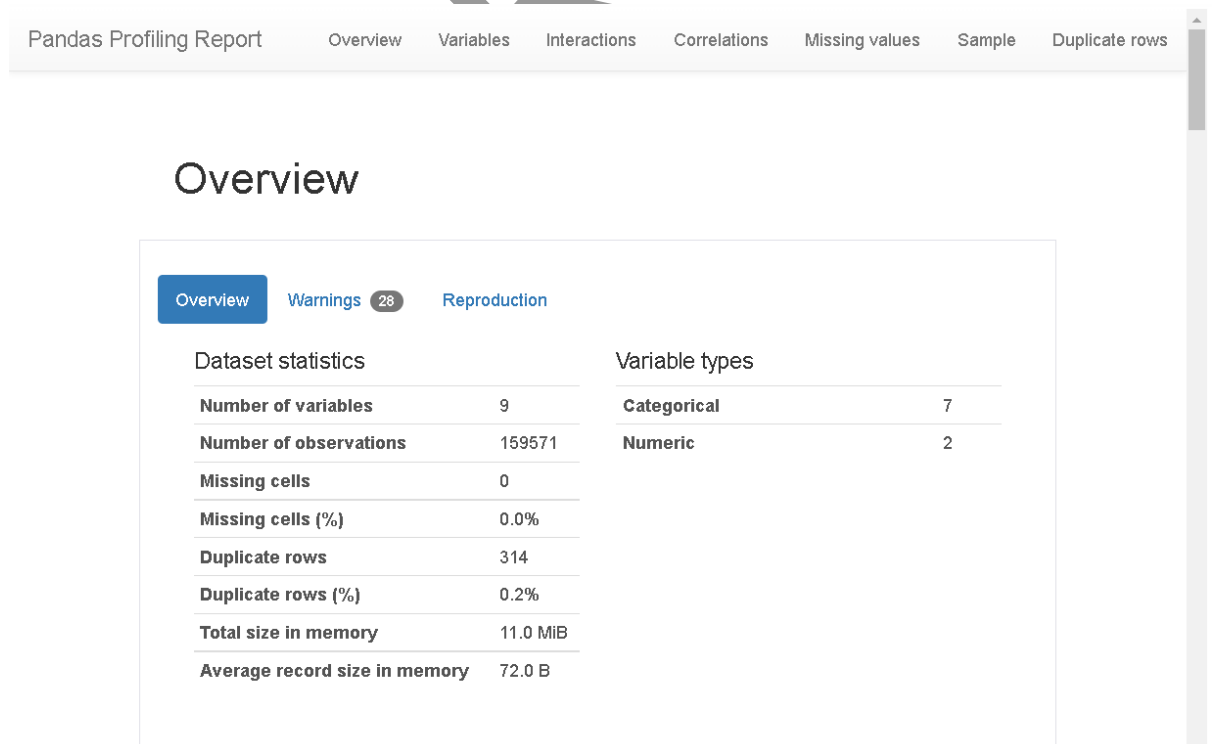 Pandas Profiling Report Overview Variables Interactions Correlations Missing values Sample Duplicate rows
Overview
Overview Warnings 28 Reproduction
Dataset statistics Variable types
Number of variables 9 Categorical 7
Number of observations 159571 Numeric 2
Missing cells 0
Missing cells (%) 0.0%
Duplicate rows 314
Duplicate rows (%) 0.2%
Total size in memory 11.0 MiB
Average record size in memory 72.0 B